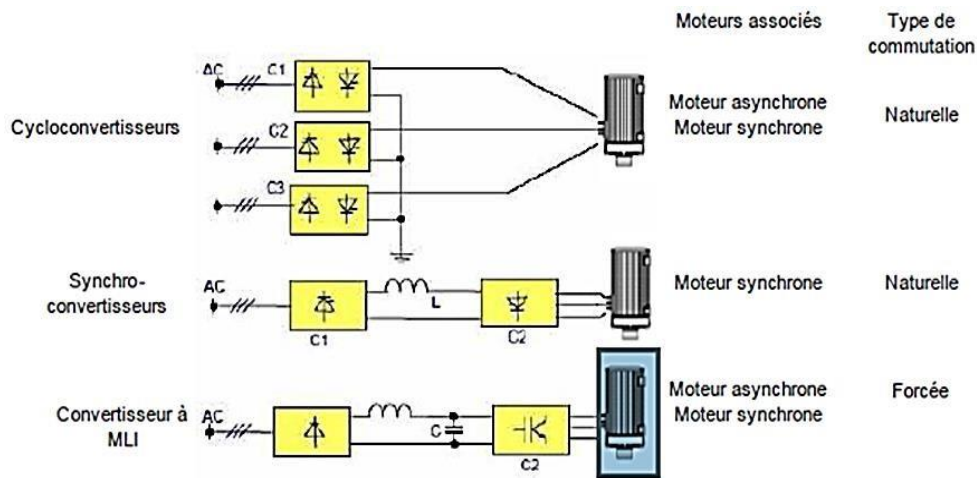 Moteurs associés
Type de
commutation
AC
C1
Cycloconvertisseurs
C2
C3
Moteur asynchrone
Moteur synchrone
Naturelle
Synchro-
convertisseurs
AC
L
C1
C2
Moteur synchrone
Naturelle
Convertisseur à
MLI
AC
C
C2
Moteur asynchrone
Moteur synchrone
Forcée